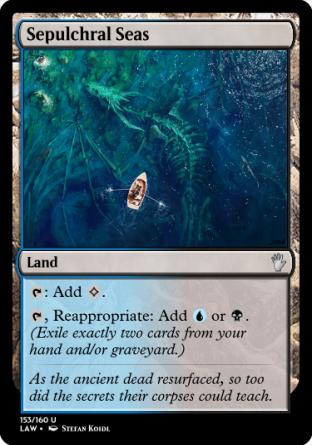 Sepulchral Seas
Land
: Add .
, Reappropriate: Add or .
(Exile exactly two cards from your
hand and/or graveyard.)
As the ancient dead resurfaced, so too
did the secrets their corpses could teach.
153/160 U
LAW • Stefan Koidl